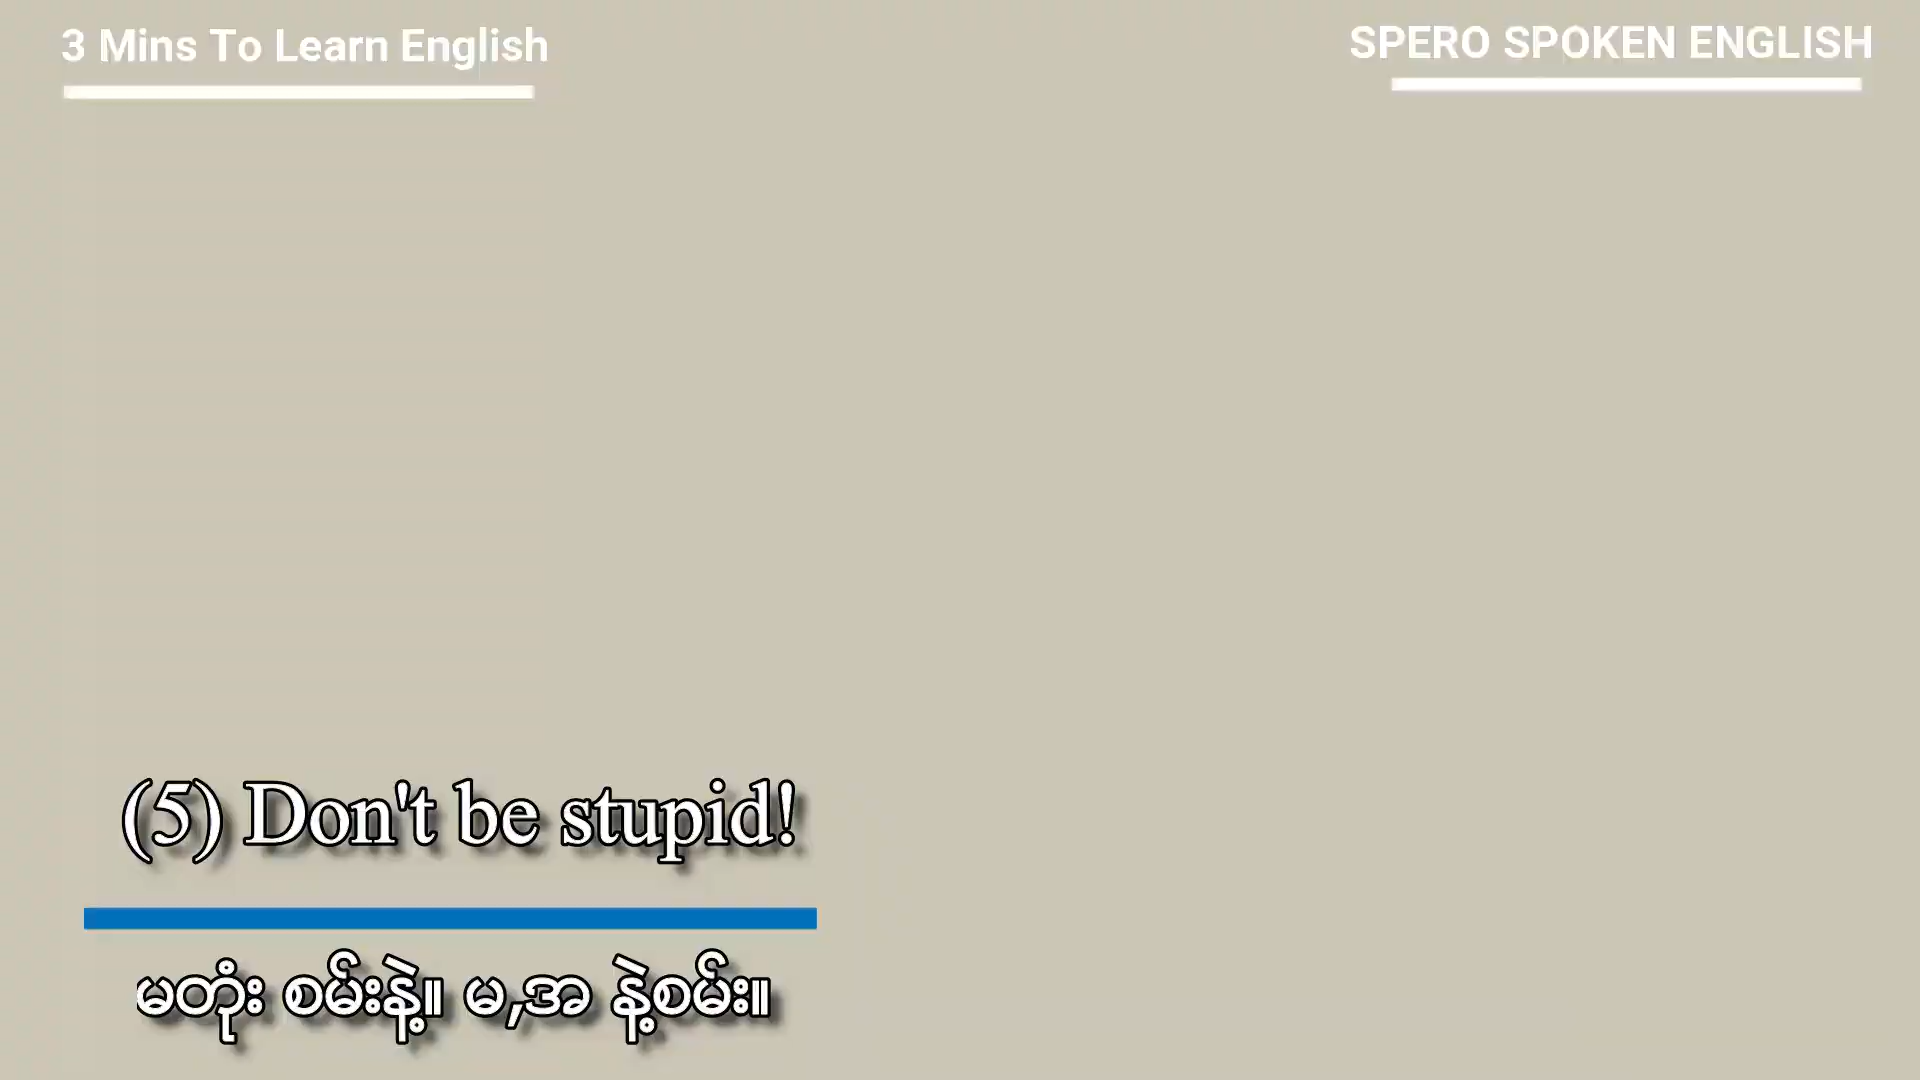 3 Mins To Learn English
SPERO SPOKEN ENGLISH
(5) Don't be stupid!
မတုံး စမ်းနဲ့။ မ,အ နဲ့စမ်း။